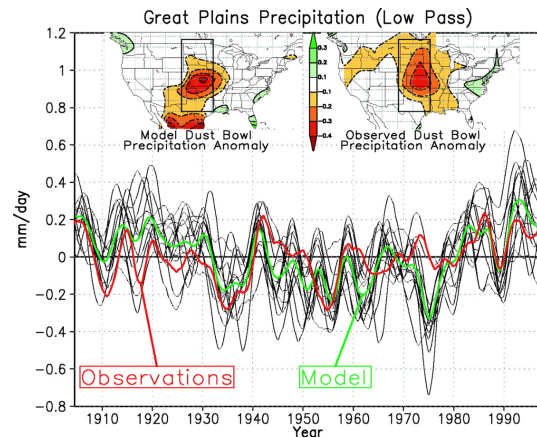 Great Plains Precipitation (Low Pass)
1.2
1
0.8
0.6
0.4
0.2
0
-0.2
-0.4
-0.6
-0.8
mm/day
0.3
0.2
0.1
-0.1
-0.2
-0.3
-0.4
Model Dust Bowl
Precipitation Anomaly
Observed Dust Bowl
Precipitation Anomaly
Observations
Model
1910 1920 1930 1940 1950 1960 1970 1980 1990
Year